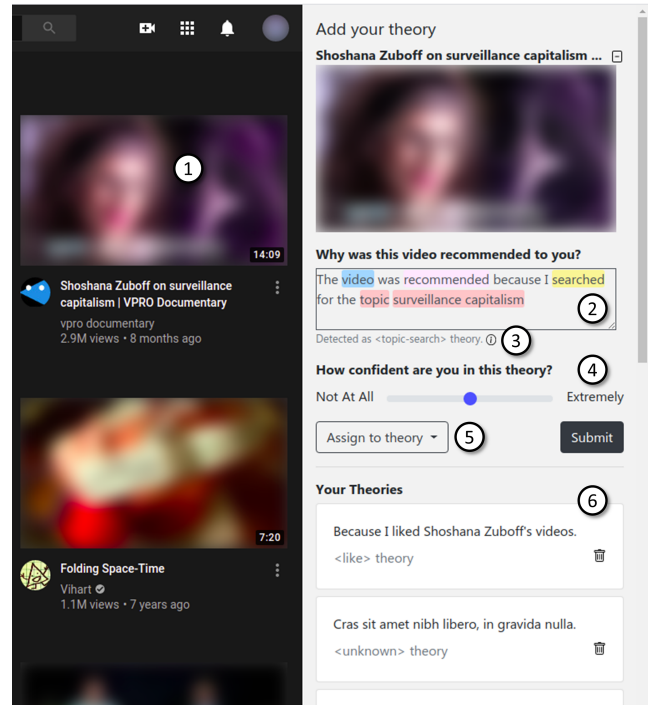 1
14:09
Shoshana Zuboff on surveillance
capitalism | VPRO Documentary
vpro documentary
2.9M views • 8 months ago
7:20
Folding Space-Time
Vihart
1.1M views • 7 years ago
Add your theory
Shoshana Zuboff on surveillance capitalism ...
Why was this video recommended to you?
The video was recommended because I searched
for the topic surveillance capitalism
2
Detected as <topic-search> theory.
3
How confident are you in this theory?
4
Not At All
Extremely
Assign to theory
5
Submit
Your Theories
6
Because I liked Shoshana Zuboff's videos.
<like> theory
Cras sit amet nibh libero, in gravida nulla.
<unknown> theory